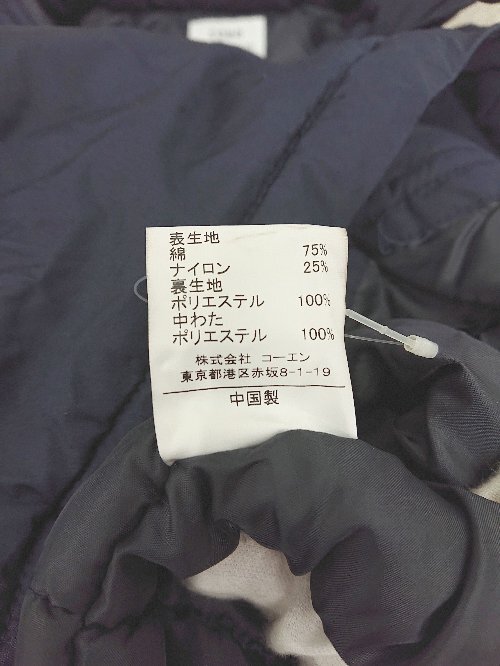 表生地
綿 75%
ナイロン 25%
裏生地
ポリエステル 100%
中わた
ポリエステル 100%
株式会社 コーエン
東京都港区赤坂8-1-19
中国製